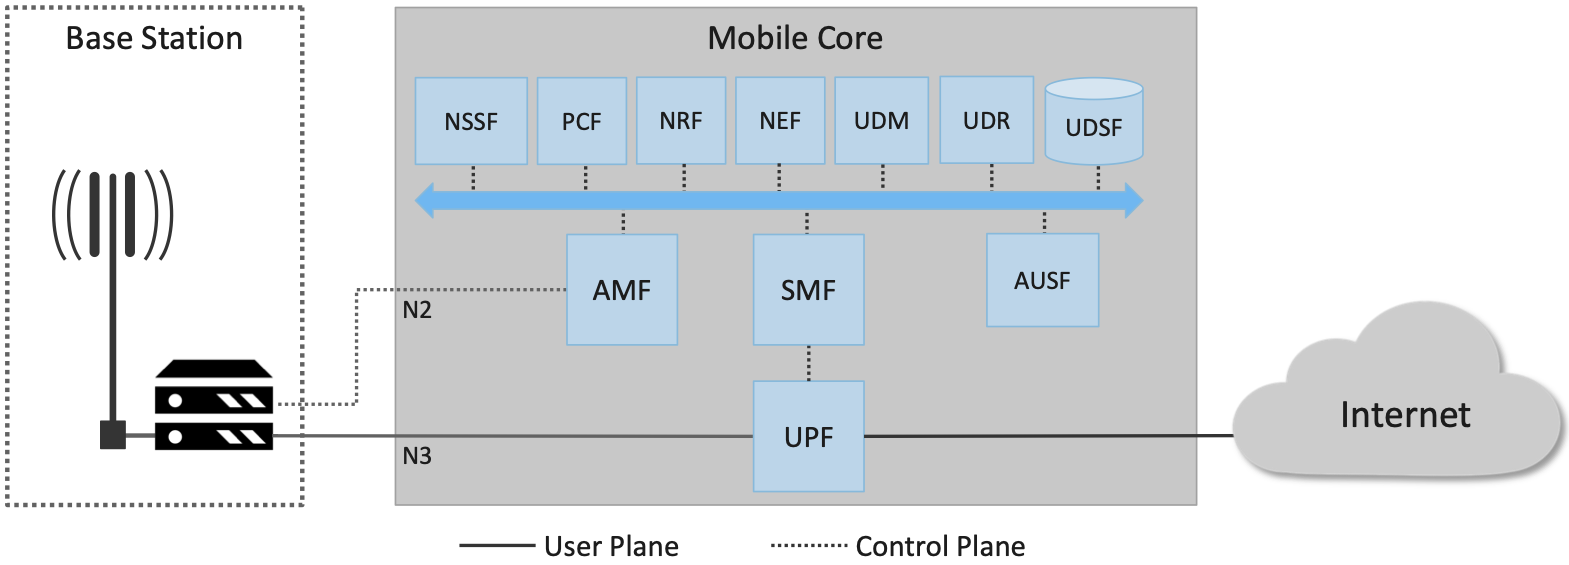 Base Station
Mobile Core
NSSF
PCF
NRF
NEF
UDM
UDR
UDSF
AMF
SMF
AUSF
N2
UPF
N3
Internet
User Plane
Control Plane